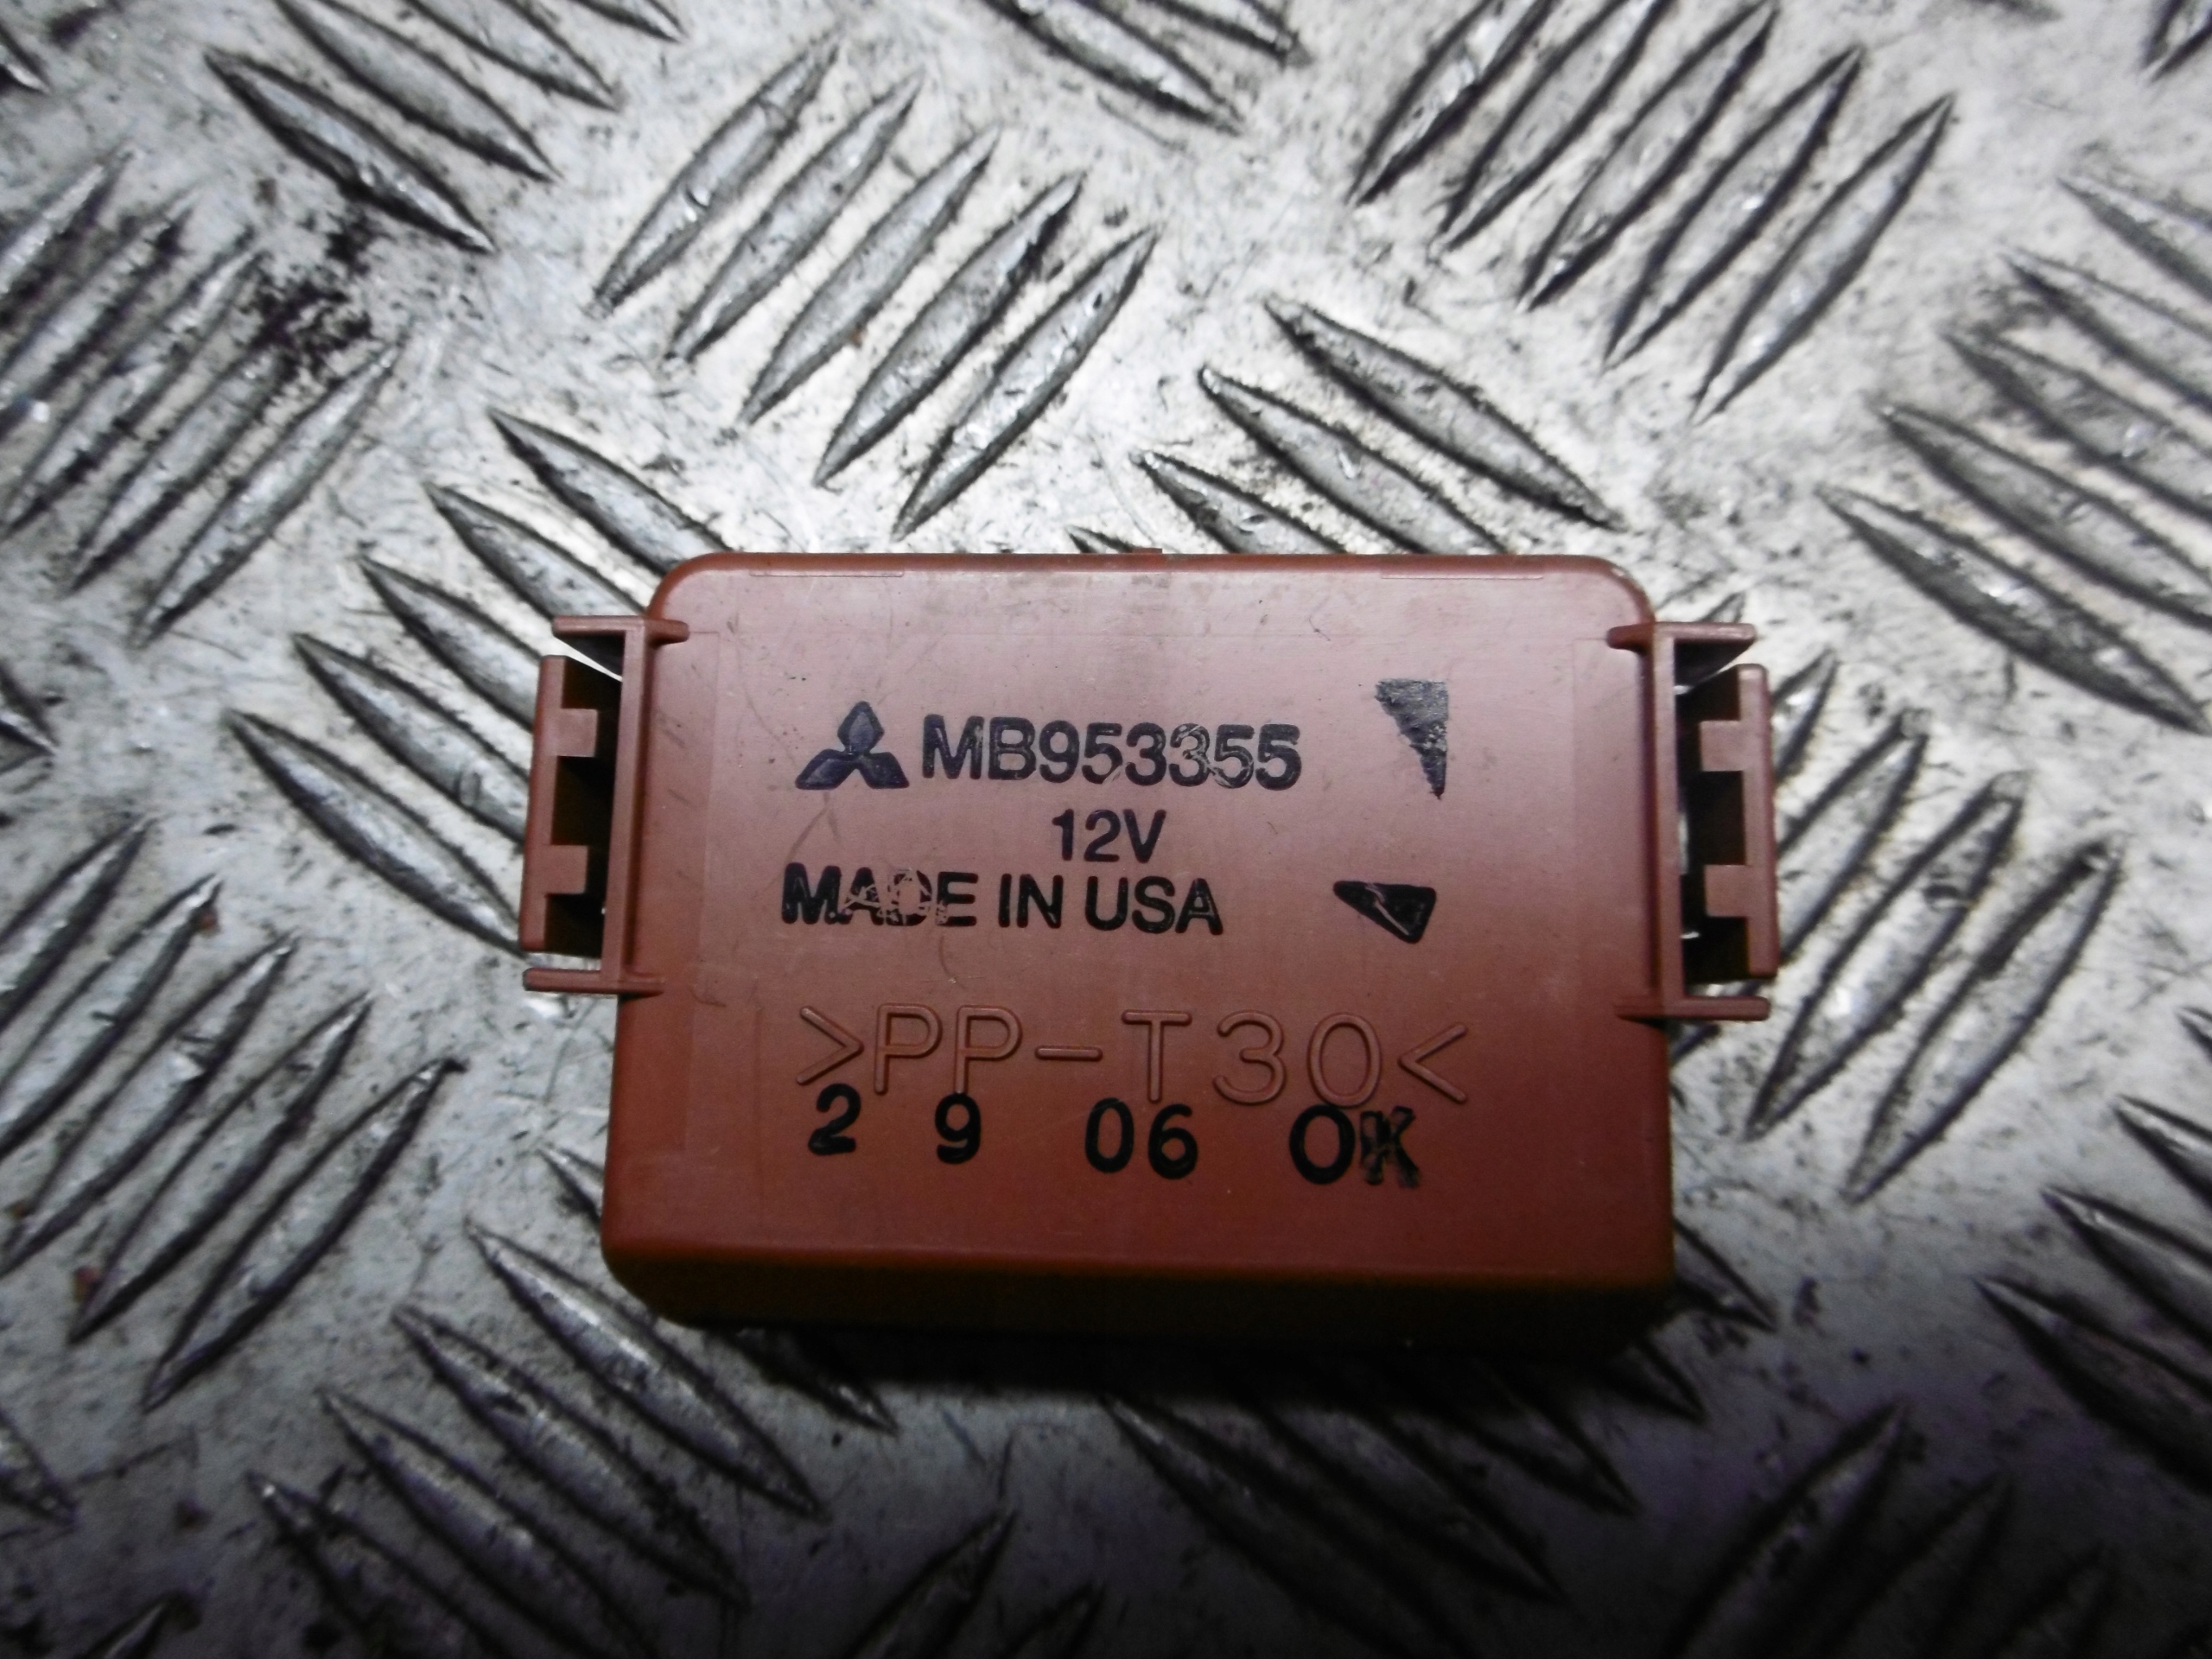 MB953355
12V
MADE IN USA
>PP-T30<
2 9 06 OK